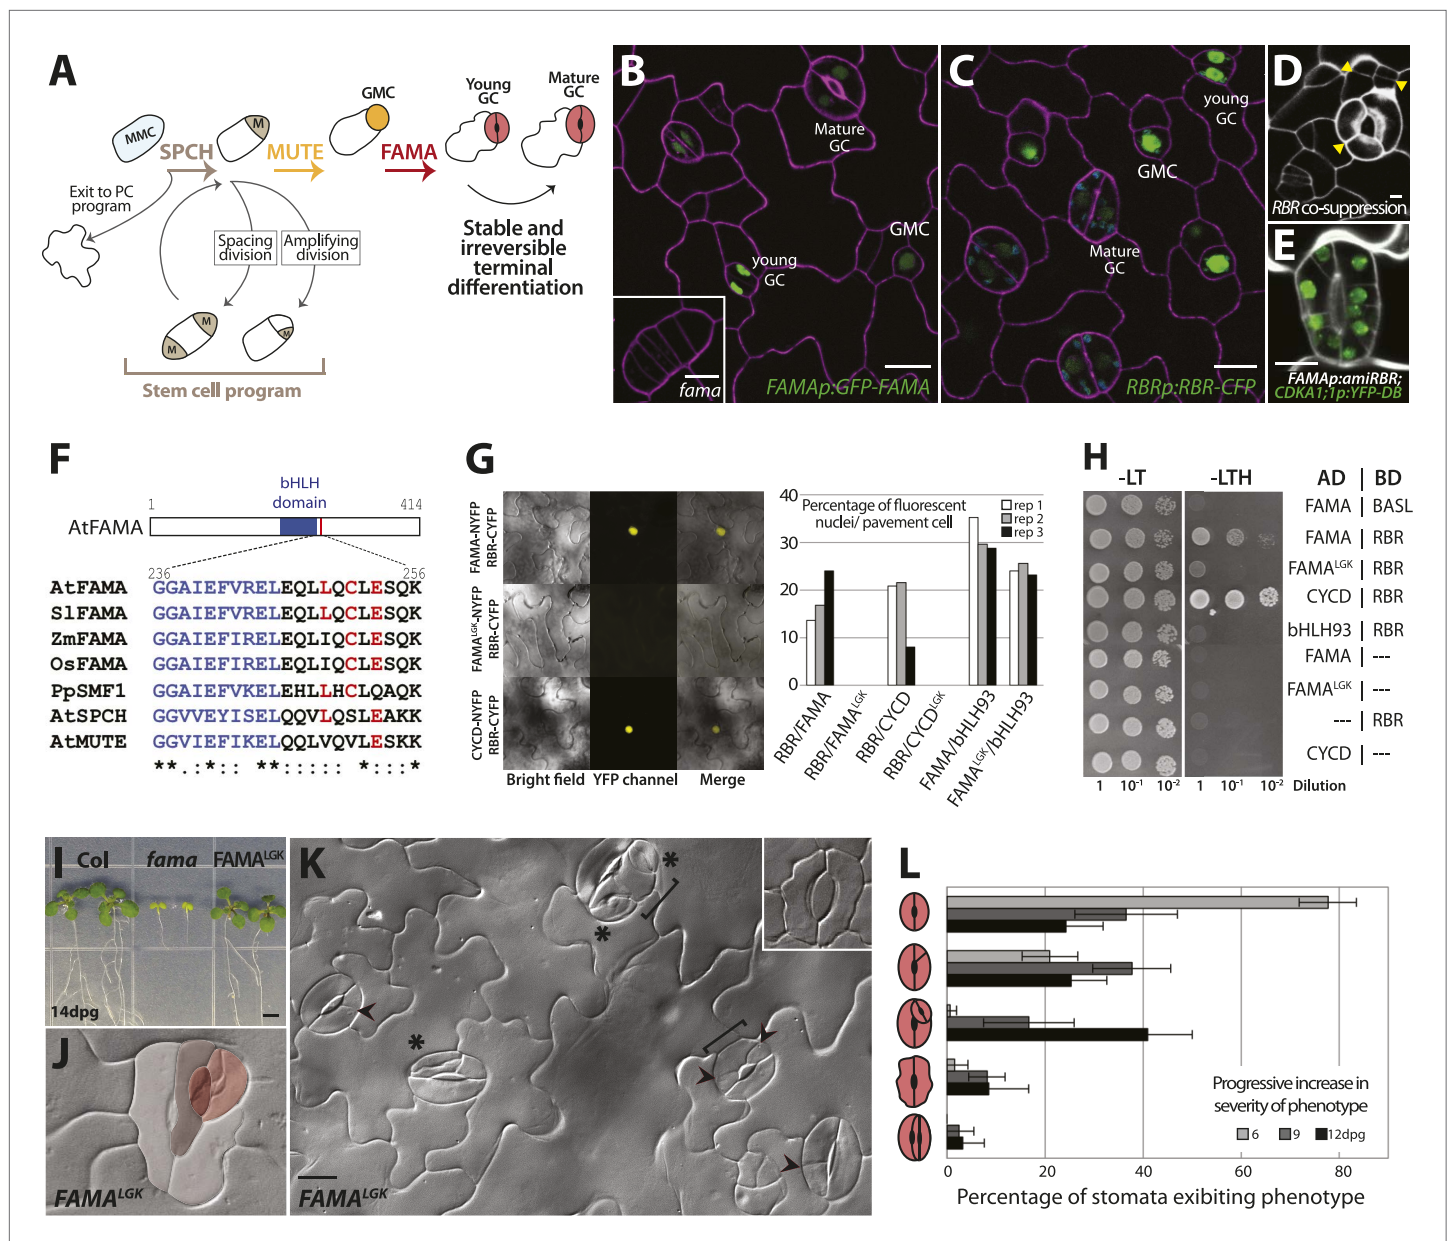 A
MMC
SPCH
M
MUTE
GMC
FAMA
Young
GC
Mature
GC
Exit to PC
program
Spacing
division
Amplifying
division
M
M
M
Stem cell program
Stable and
irreversible
terminal
differentiation
B
Mature
GC
GMC
young
GC
fama
FAMAp:GFP-FAMA
C
young
GC
GMC
Mature
GC
RBRp:RBR-CFP
D
RBR co-suppression
E
FAMAp:amiRBR;
CDKA1;1p:YFP-DB
F
bHLH
domain
1
414
AtFAMA
236
256
AtFAMA GGAIEFVRELEQLLQCLESQK
SlFAMA GGAIEFVRELEQLLQCLESQK
ZmFAMA GGAIEFIRELEQLIQCLESQK
OsFAMA GGAIEFIRELEQLIQCLESQK
PpSMF1 GGAIEFVKELEHLLHCLQAQK
AtSPCH GGVVEYISELQQVLQSLEAKK
AtMUTE GGVIEFIKELQQLVQVLESKK
**.:*:: **::::: *:::*
G
FAMA-NYFP
RBR-CYFP
FAMALGK-NYFP
RBR-CYFP
CYCD-NYFP
RBR-CYFP
Bright field YFP channel Merge
Percentage of fluorescent
nuclei/ pavement cell
rep 1
rep 2
rep 3
40
30
20
10
0
RBR/FAMA
RBR/FAMALGK
RBR/CYCD
RBR/CYCDLGK
FAMA/bHLH93
FAMALGK/bHLH93
H
-LT -LTH AD BD
FAMA BASL
FAMA RBR
FAMALGK RBR
CYCD RBR
bHLH93 RBR
FAMA ---
FAMALGK ---
--- RBR
CYCD ---
1 10-1 10-2 1 10-1 10-2 Dilution
I
Col fama FAMALGK
14dpg
J
FAMALGK
K
*
*
*
FAMALGK
L
Progressive increase in
severity of phenotype
6 9 12dpg
0 20 40 60 80
Percentage of stomata exibiting phenotype